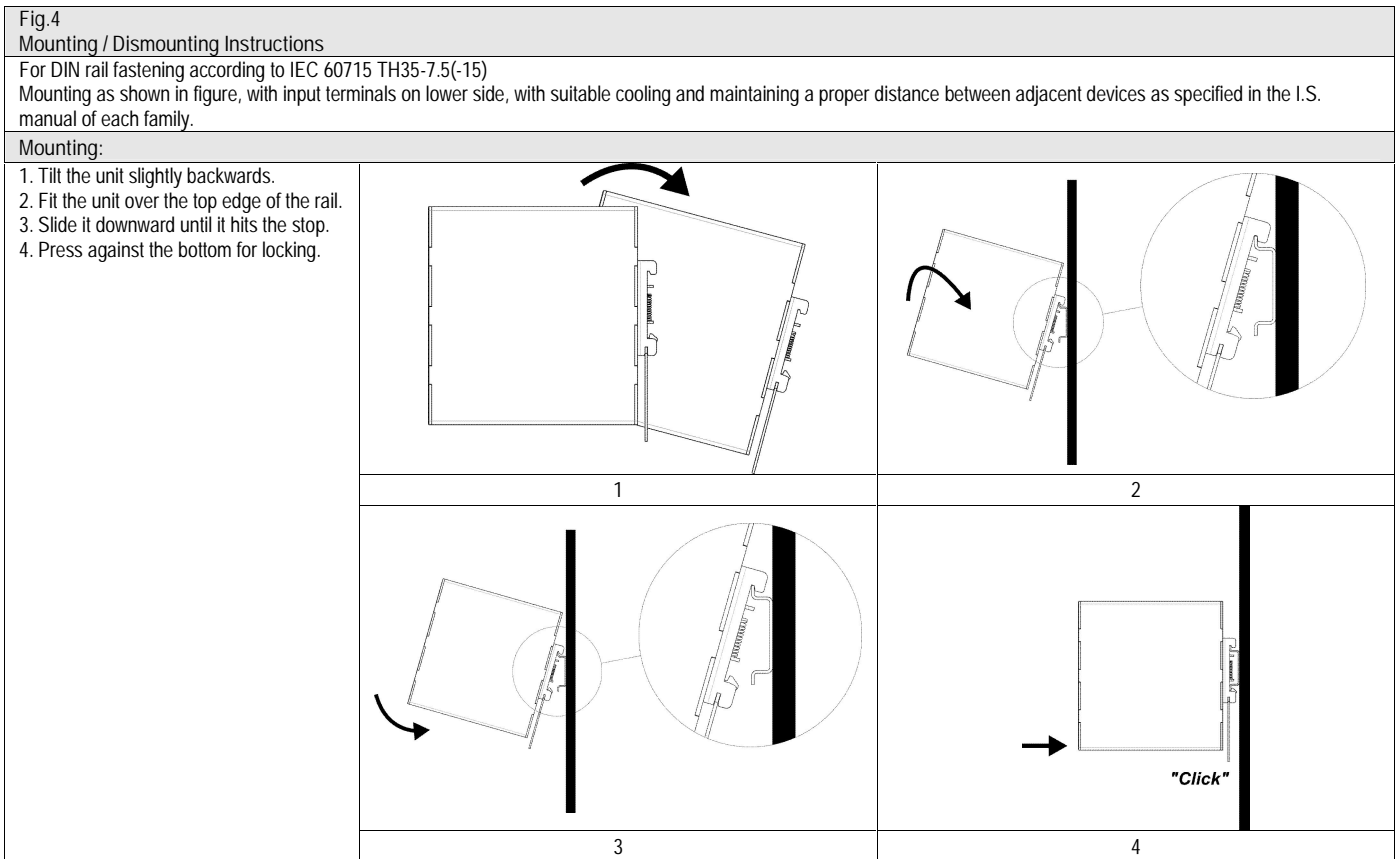 Fig.4
Mounting / Dismounting Instructions
For DIN rail fastening according to IEC 60715 TH35-7.5(-15)
Mounting as shown in figure, with input terminals on lower side, with suitable cooling and maintaining a proper distance between adjacent devices as specified in the I.S.
manual of each family.
Mounting:
1. Tilt the unit slightly backwards.
2. Fit the unit over the top edge of the rail.
3. Slide it downward until it hits the stop.
4. Press against the bottom for locking.
1
2
"Click"
3
4